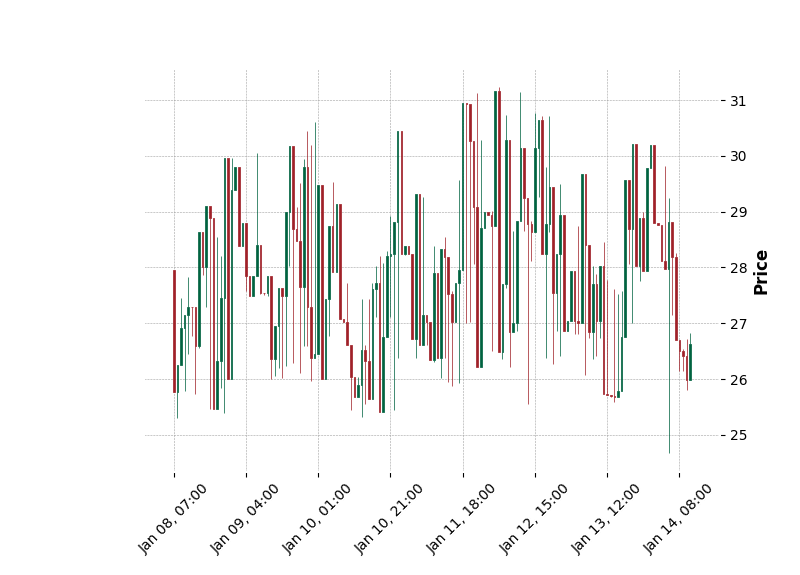 31
30
29
28
27
26
25
Price
Jan 08, 07:00
Jan 09, 04:00
Jan 10, 01:00
Jan 10, 21:00
Jan 11, 18:00
Jan 12, 15:00
Jan 13, 12:00
Jan 14, 08:00